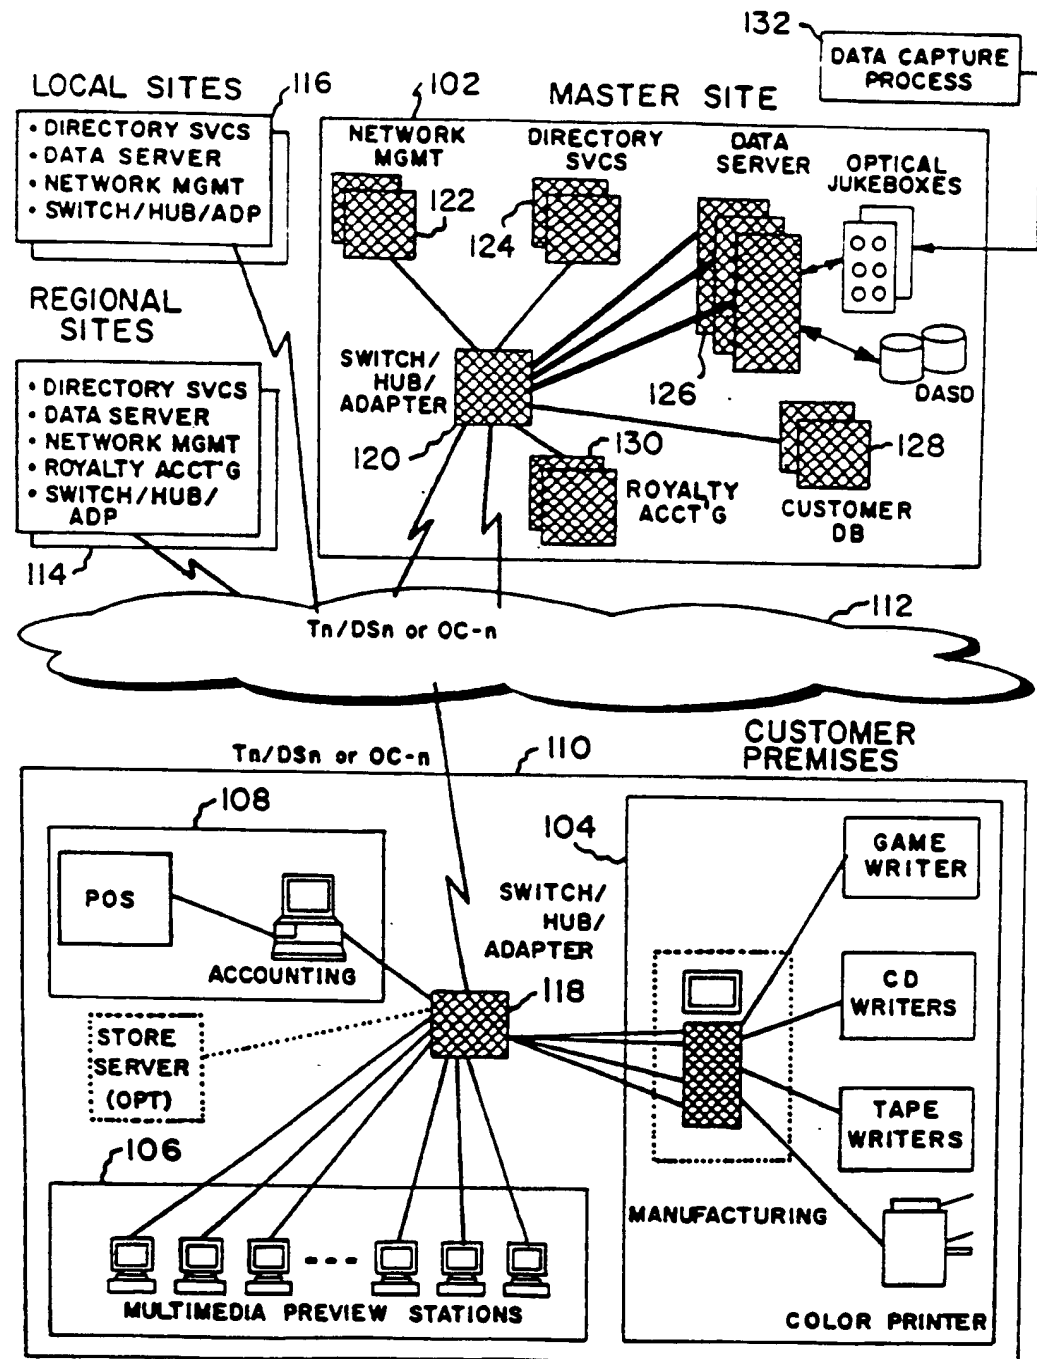 132
DATA CAPTURE
PROCESS
LOCAL SITES
116
• DIRECTORY SVCS
• DATA SERVER
• NETWORK MGMT
• SWITCH/HUB/ADP
102
MASTER SITE
NETWORK
MGMT
122
DIRECTORY
SVCS
124
DATA
SERVER
126
OPTICAL
JUKEBOXES
DASD
REGIONAL
SITES
• DIRECTORY SVCS
• DATA SERVER
• NETWORK MGMT
• ROYALTY ACCT'G
• SWITCH/HUB/
ADP
114
SWITCH/
HUB/
ADAPTER
120
130
ROYALTY
ACCT'G
128
CUSTOMER
DB
112
Tn/DSn or OC-n
Tn/DSn or OC-n
110
CUSTOMER
PREMISES
108
POS
ACCOUNTING
SWITCH/
HUB/
ADAPTER
118
STORE
SERVER
(OPT)
106
MULTIMEDIA PREVIEW STATIONS
104
GAME
WRITER
CD
WRITERS
TAPE
WRITERS
MANUFACTURING
COLOR PRINTER